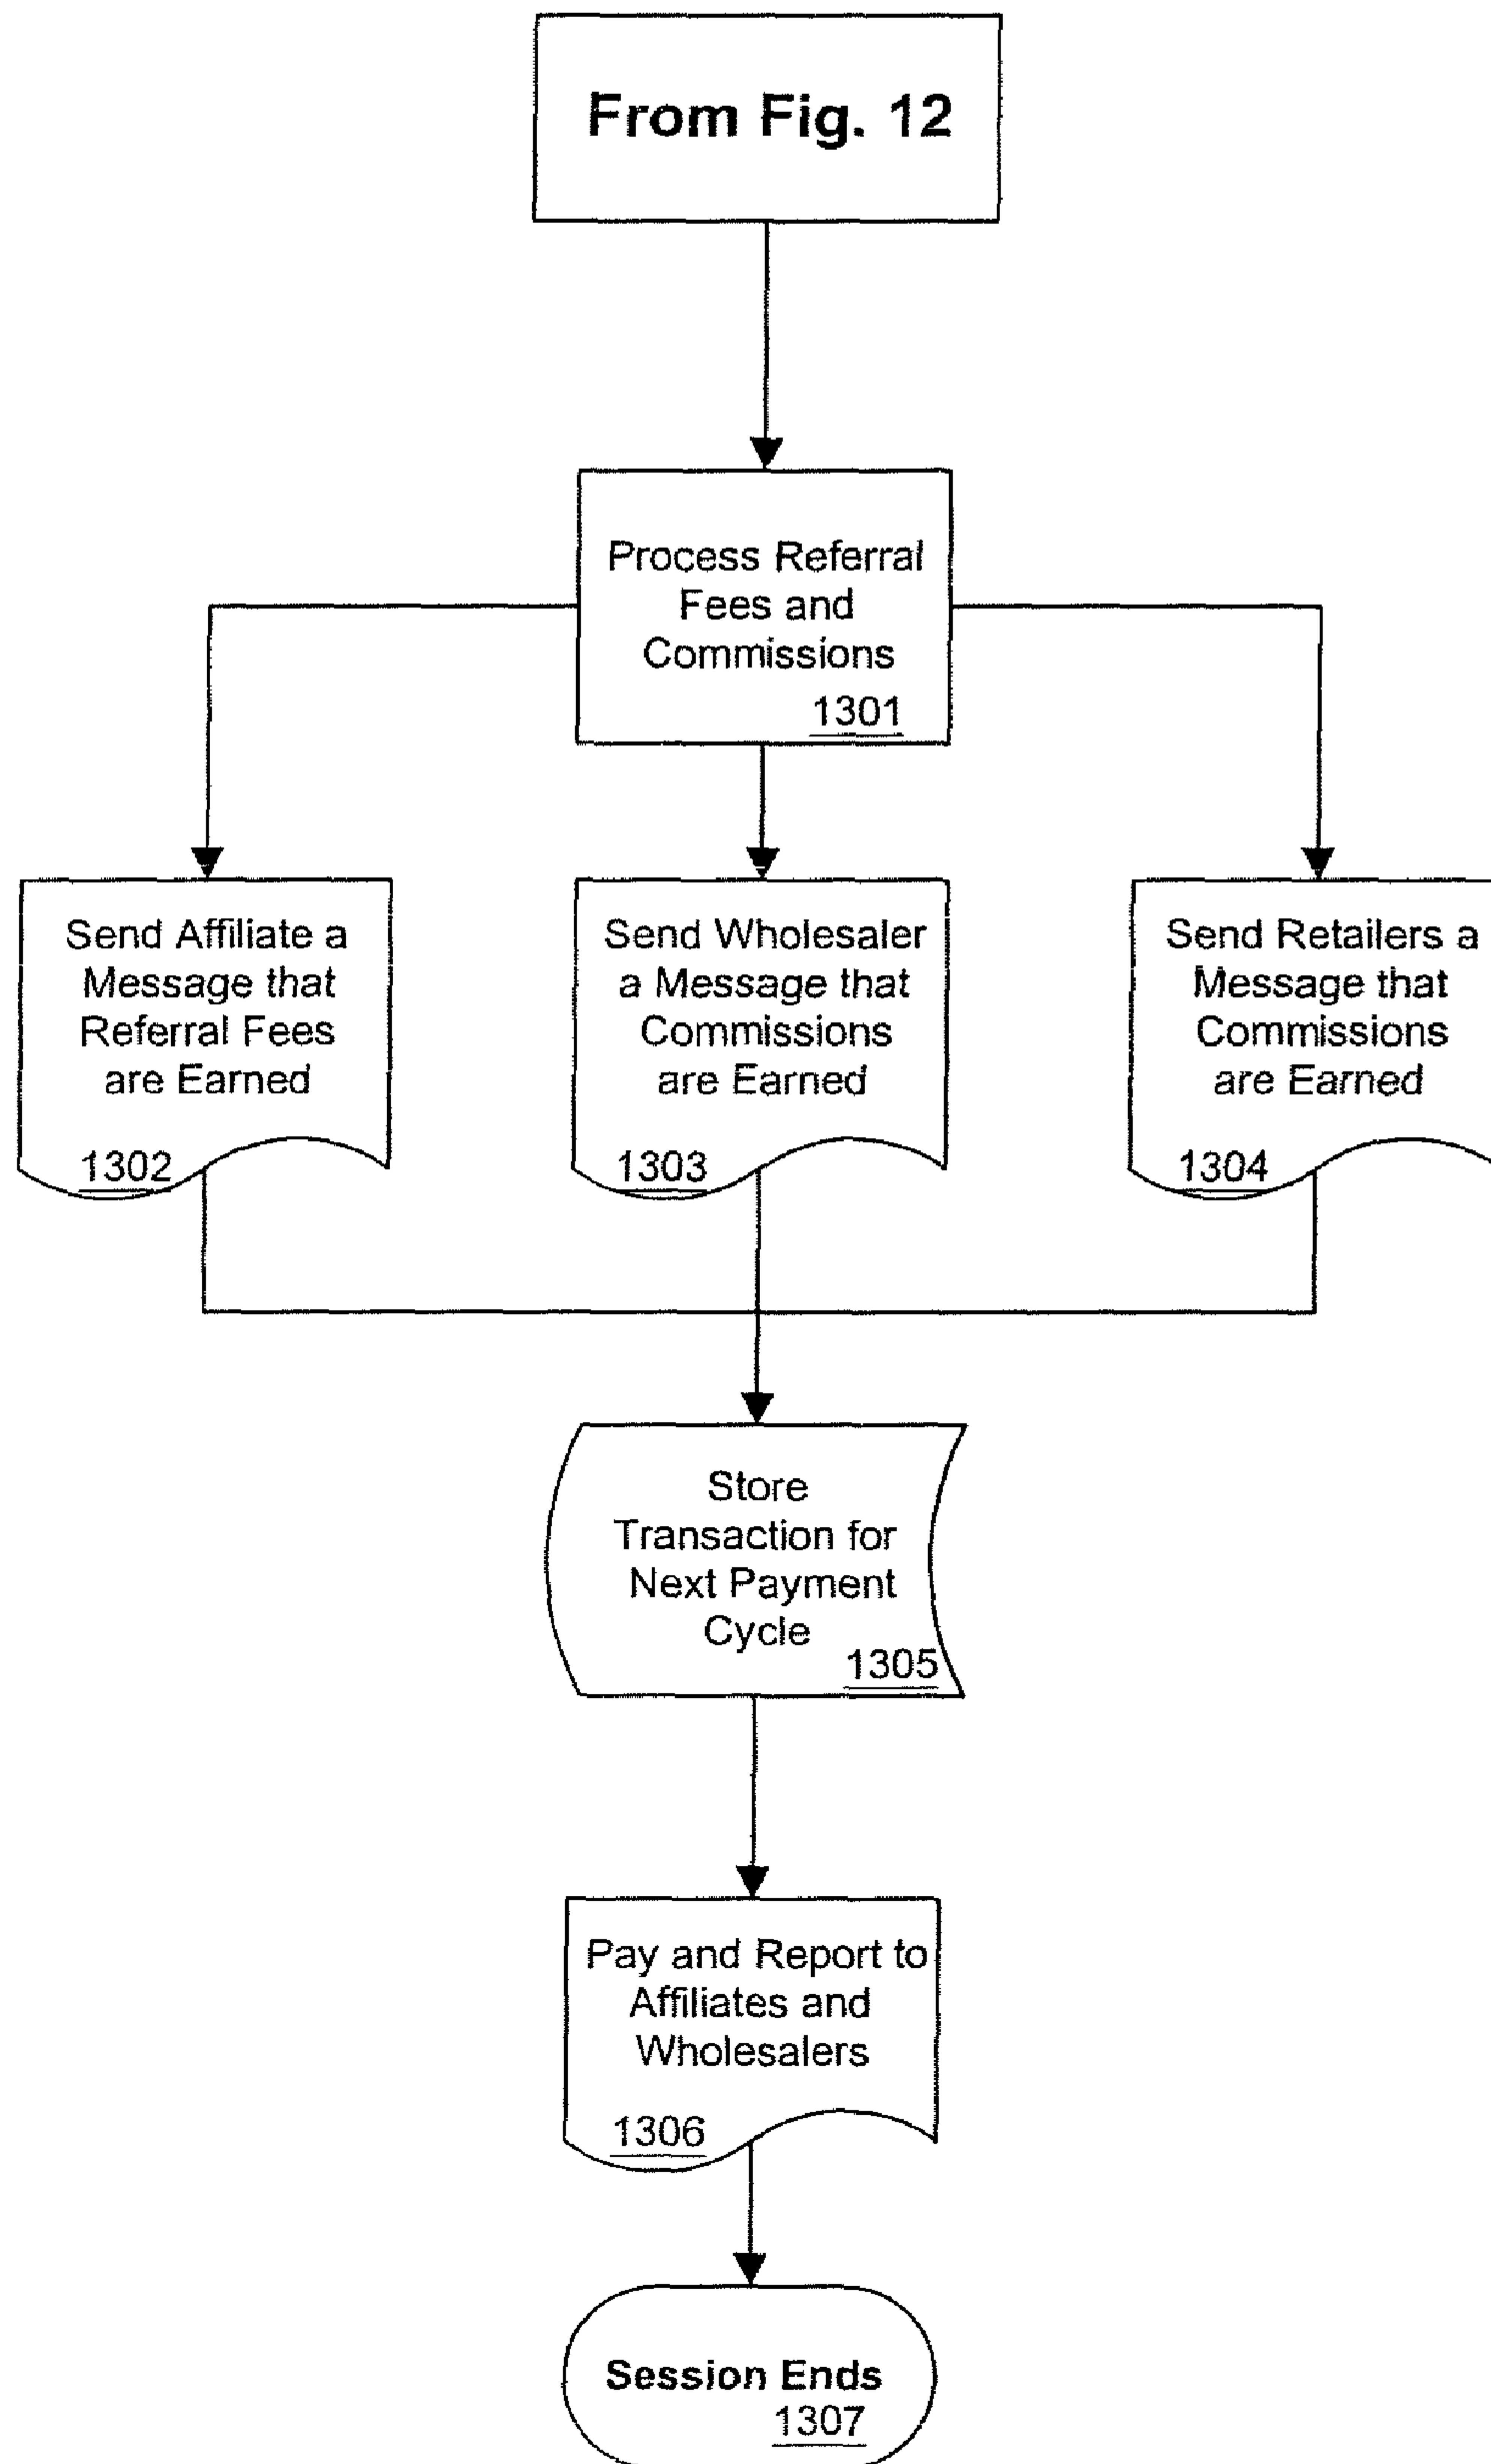 From Fig. 12
Process Referral
Fees and
Commissions
1301
Send Affiliate a
Message that
Referral Fees
are Earned
1302
Send Wholesaler
a Message that
Commissions
are Earned
1303
Send Retailers a
Message that
Commissions
are Earned
1304
Store
Transaction for
Next Payment
Cycle
1305
Pay and Report to
Affiliates and
Wholesalers
1306
Session Ends
1307